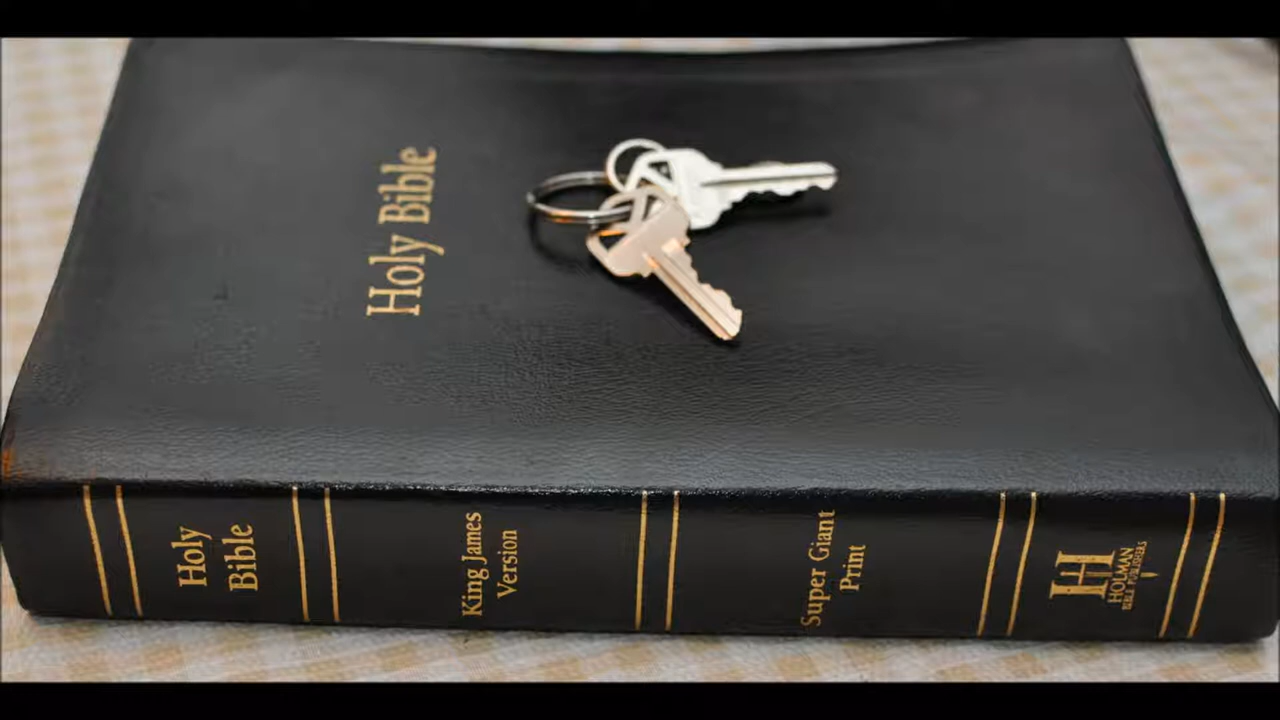 Holy Bible
Holy
Bible
King James
Version
Super Giant
Print
H
HOLMAN
BIBLE PUBLISHERS